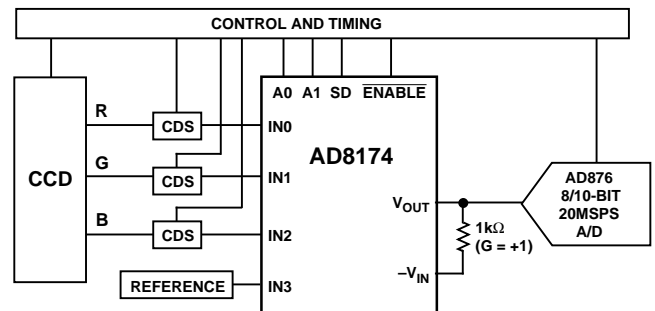 CONTROL AND TIMING
A0 A1 SD ENABLE
R
CDS
IN0
AD8174
CCD
G
CDS
IN1
B
CDS
IN2
VOUT
1kΩ
(G = +1)
AD876
8/10-BIT
20MSPS
A/D
–VIN
REFERENCE
IN3